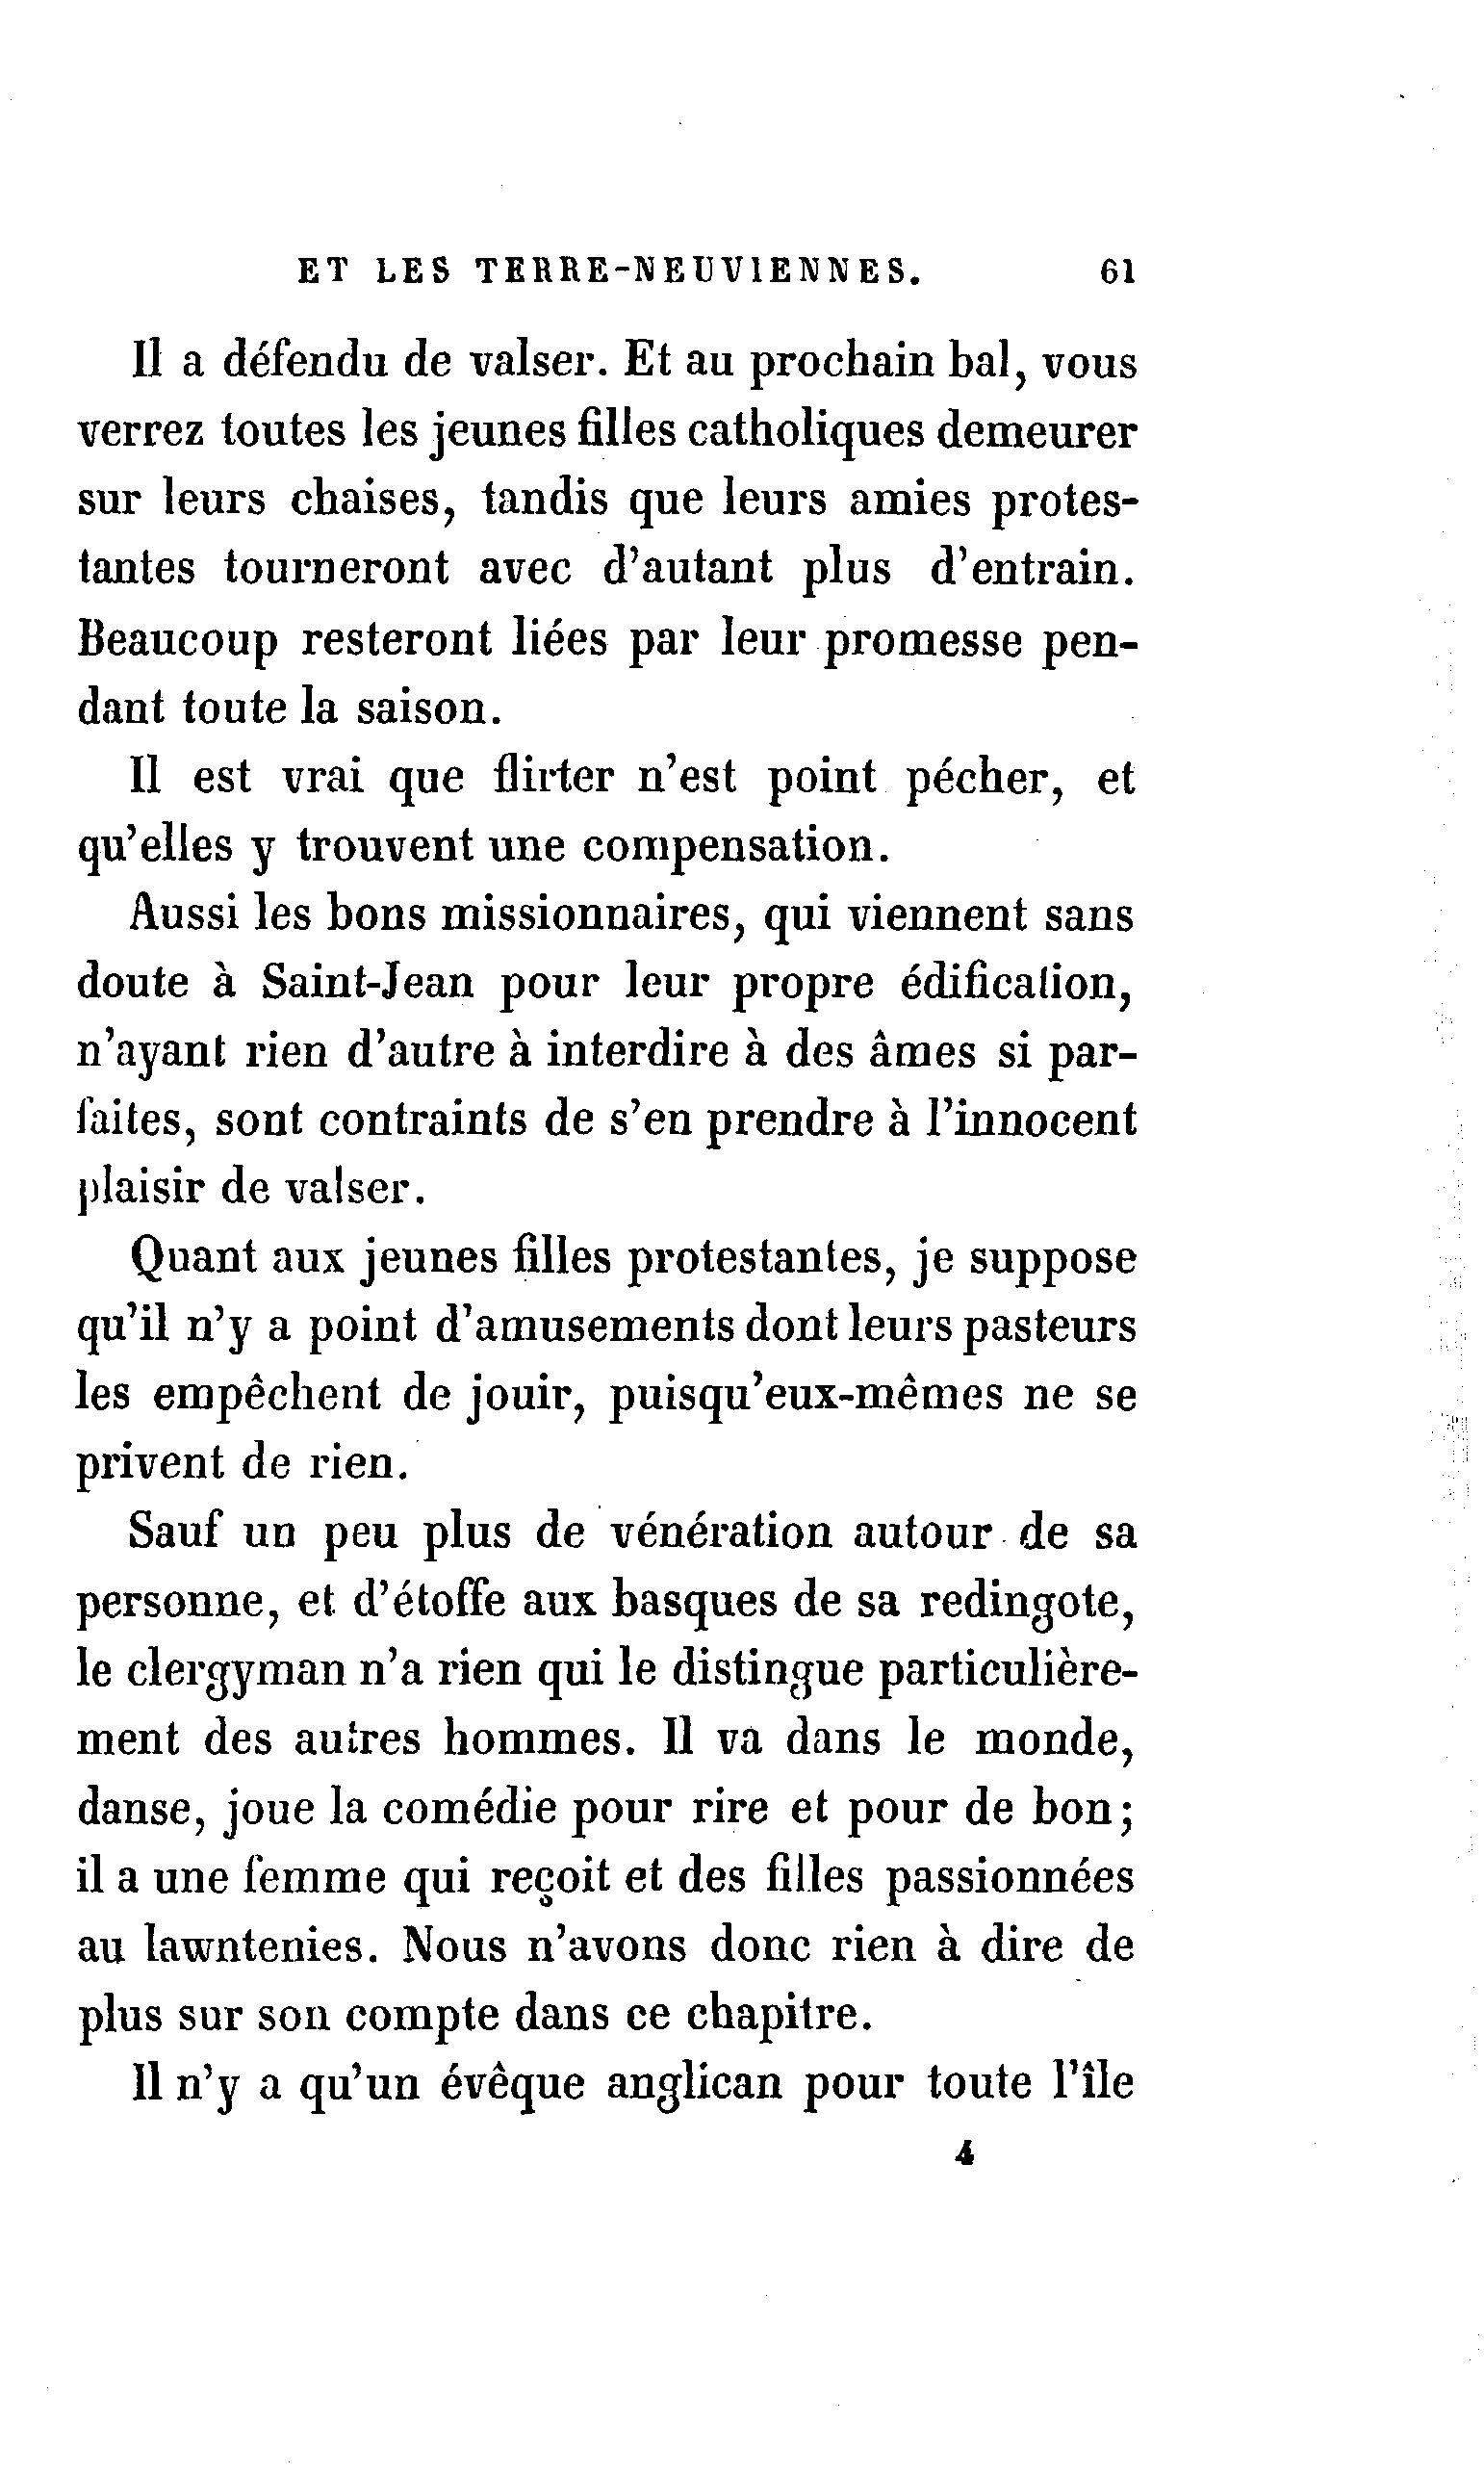 ET LES TERRE-NEUVIENNES. 61
Il a défendu de valser. Et au prochain bal, vous
verrez toutes les jeunes filles catholiques demeurer
sur leurs chaises, tandis que leurs amies protes-
tantes tourneront avec d'autant plus d'entrain.
Beaucoup resteront liées par leur promesse pen-
dant toute la saison.
Il est vrai que flirter n'est point pécher, et
qu'elles y trouvent une compensation.
Aussi les bons missionnaires, qui viennent sans
doute à Saint-Jean pour leur propre édification,
n'ayant rien d'autre à interdire à des âmes si par-
faites, sont contraints de s'en prendre à l'innocent
plaisir de valser.
Quant aux jeunes filles protestantes, je suppose
qu'il n'y a point d'amusements dont leurs pasteurs
les empêchent de jouir, puisqu'eux-mêmes ne se
privent de rien.
Sauf un peu plus de vénération autour de sa
personne, et d'étoffe aux basques de sa redingote,
le clergyman n'a rien qui le distingue particulière-
ment des autres hommes. Il va dans le monde,
danse, joue la comédie pour rire et pour de bon;
il a une femme qui reçoit et des filles passionnées
au lawntenies. Nous n'avons donc rien à dire de
plus sur son compte dans ce chapitre.
Il n'y a qu'un évêque anglican pour toute l'île
4